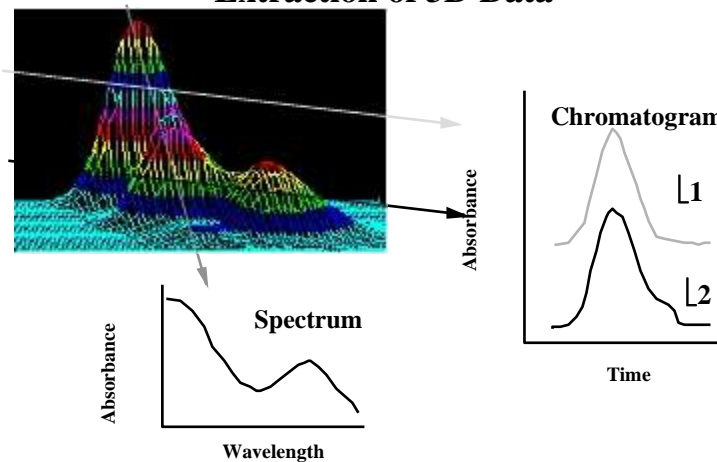 Extraction of 3D Data
Chromatogram
Absorbance
1
2
Time
Spectrum
Absorbance
Wavelength